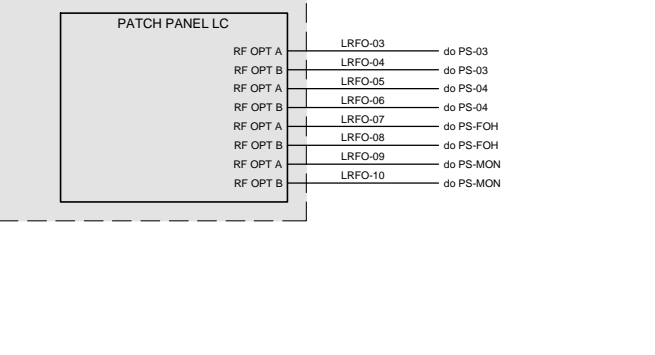 PATCH PANEL LC
RF OPT A LRFO-03 do PS-03
RF OPT B LRFO-04 do PS-03
RF OPT A LRFO-05 do PS-04
RF OPT B LRFO-06 do PS-04
RF OPT A LRFO-07 do PS-FOH
RF OPT B LRFO-08 do PS-FOH
RF OPT A LRFO-09 do PS-MON
RF OPT B LRFO-10 do PS-MON